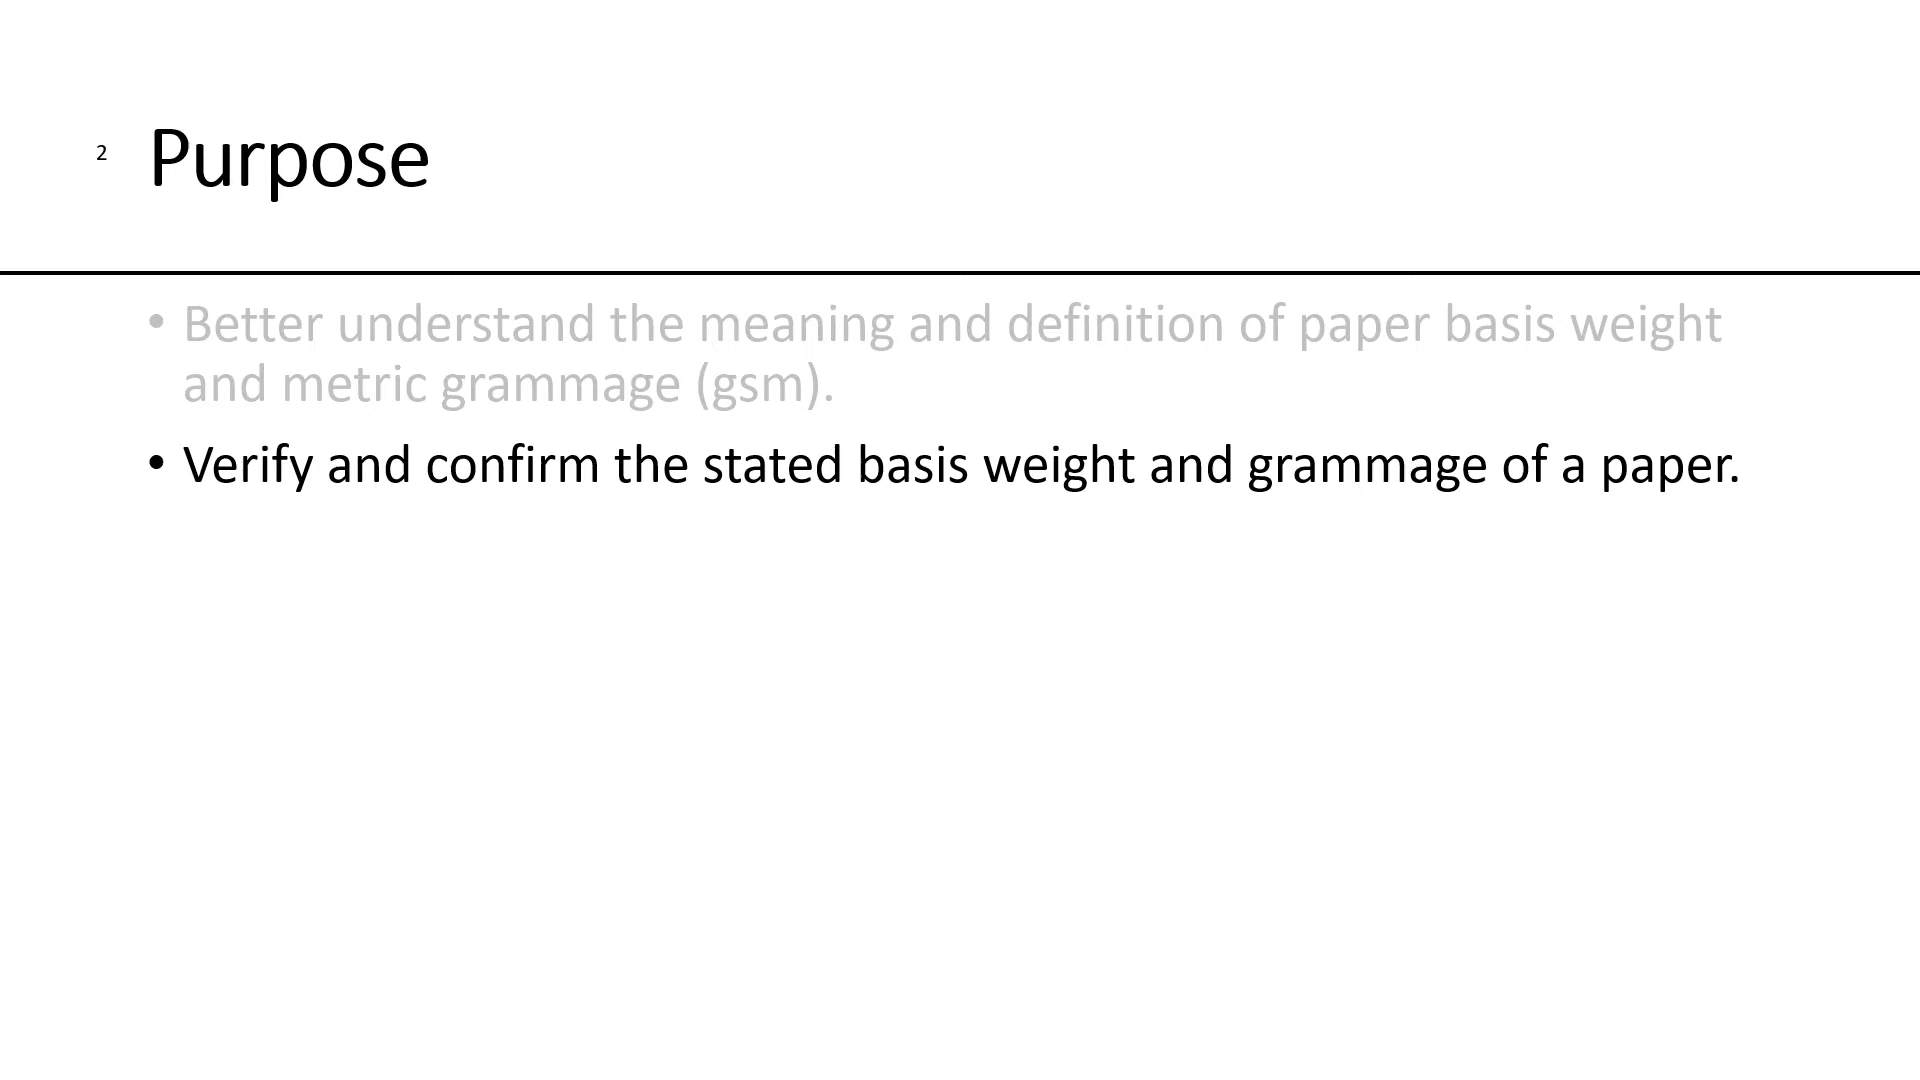 2
Purpose
• Better understand the meaning and definition of paper basis weight
and metric grammage (gsm).
• Verify and confirm the stated basis weight and grammage of a paper.